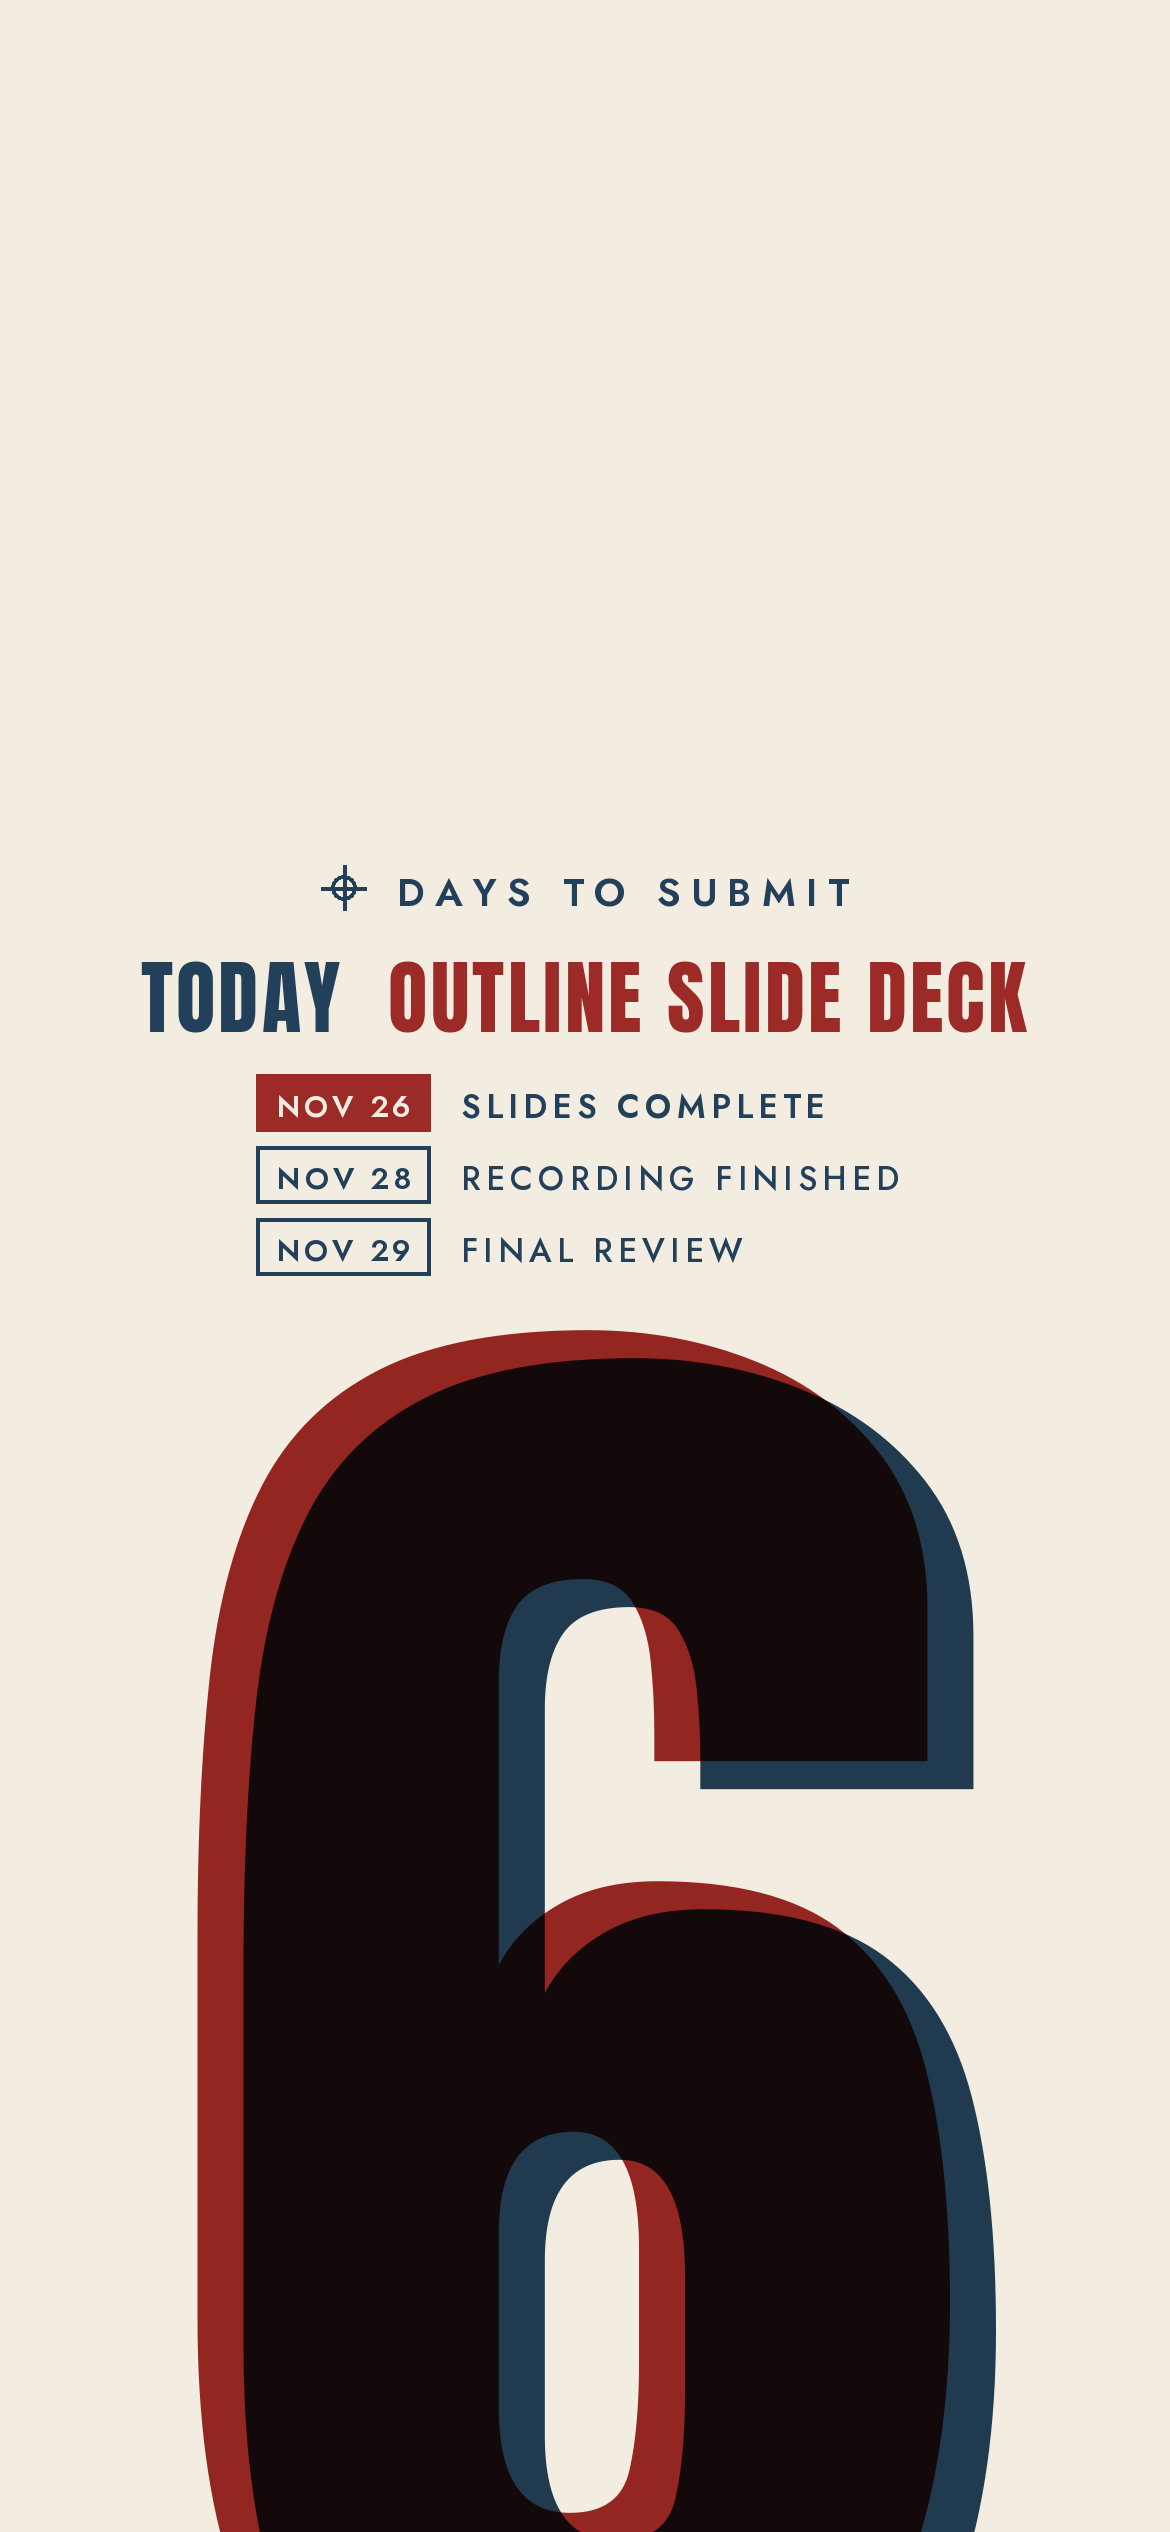 DAYS TO SUBMIT
TODAY OUTLINE SLIDE DECK
NOV 26 SLIDES COMPLETE
NOV 28 RECORDING FINISHED
NOV 29 FINAL REVIEW
6